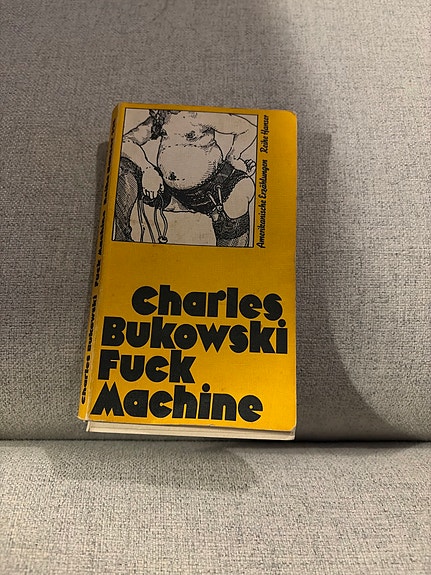 Amerikanische Erzählungen Reihe Hanser
Charles
Bukowski
Fuck
Machine
Charles Bukowski Fuck Machine